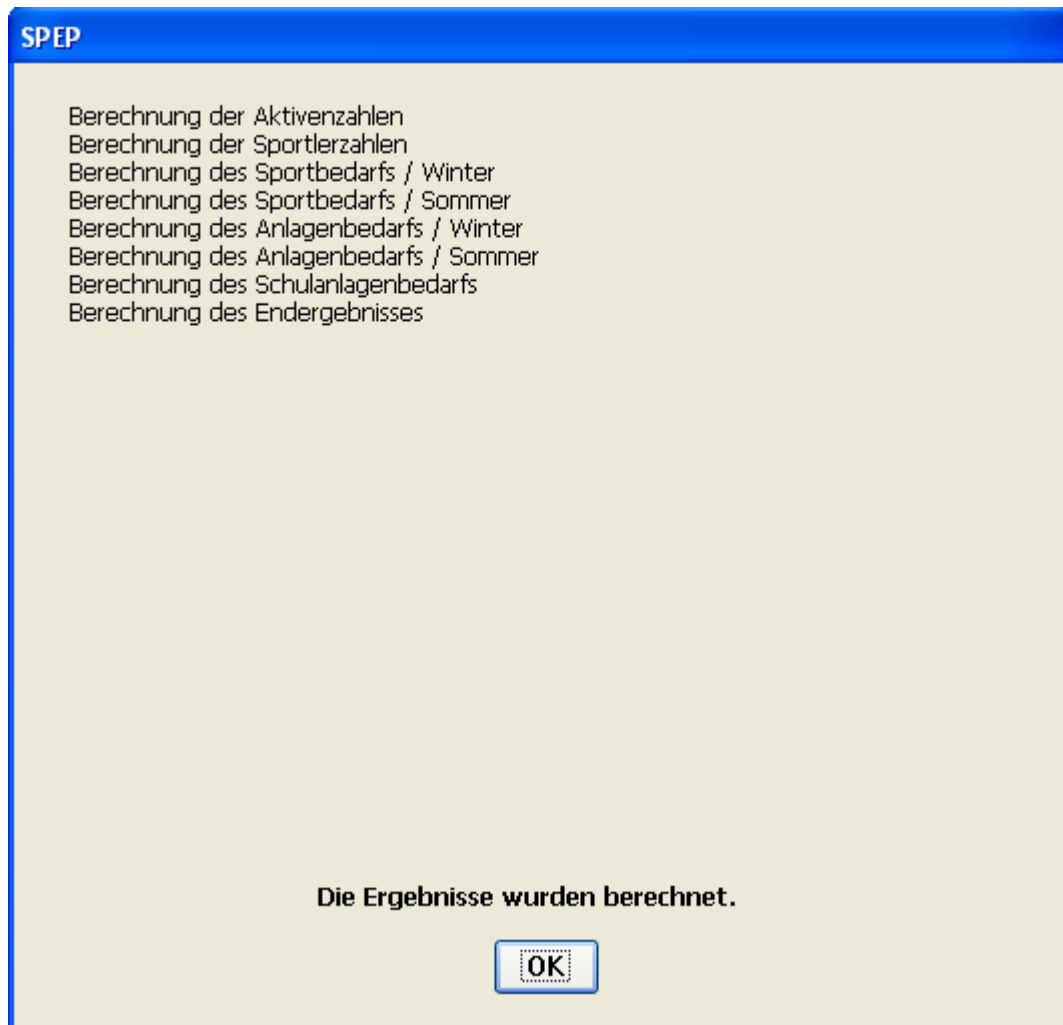 SPEP
Berechnung der Aktivenzahlen
Berechnung der Sportlerzahlen
Berechnung des Sportbedarfs / Winter
Berechnung des Sportbedarfs / Sommer
Berechnung des Anlagenbedarfs / Winter
Berechnung des Anlagenbedarfs / Sommer
Berechnung des Schulanlagenbedarfs
Berechnung des Endergebnisses
Die Ergebnisse wurden berechnet.
OK